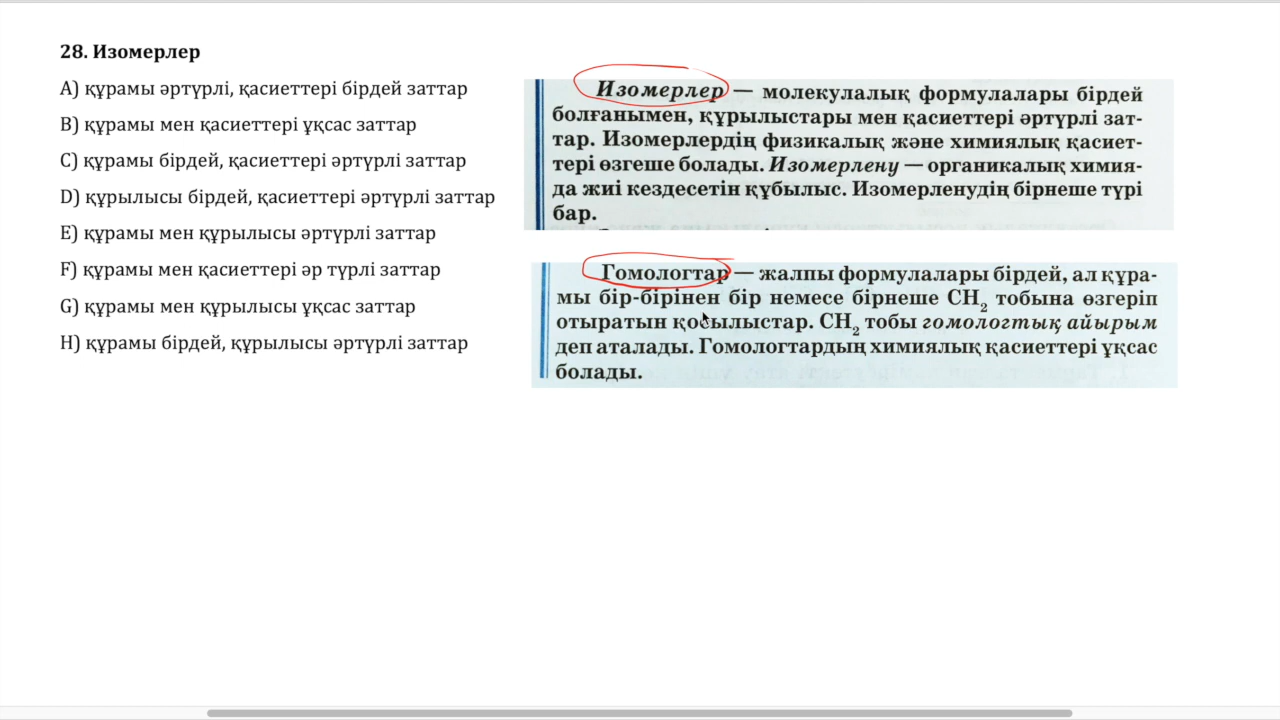 28. Изомерлер
A) құрамы әртүрлі, қасиеттері бірдей заттар
B) құрамы мен қасиеттері ұқсас заттар
C) құрамы бірдей, қасиеттері әртүрлі заттар
D) құрылысы бірдей, қасиеттері әртүрлі заттар
E) құрамы мен құрылысы әртүрлі заттар
F) құрамы мен қасиеттері әр түрлі заттар
G) құрамы мен құрылысы ұқсас заттар
H) құрамы бірдей, құрылысы әртүрлі заттар
Изомерлер — молекулалық формулалары бірдей
болғанымен, құрылыстары мен қасиеттері әртүрлі зат-
тар. Изомерлердің физикалық және химиялық қасиет-
тері өзгеше болады. Изомерлену — органикалық химия-
да жиі кездесетін құбылыс. Изомерленудің бірнеше түрі
бар.
Гомологтар — жалпы формулалары бірдей, ал құра-
мы бір-бірінен бір немесе бірнеше CH₂ тобына өзгеріп
отыратын қосылыстар. CH₂ тобы гомологтық айырым
деп аталады. Гомологтардың химиялық қасиеттері ұқсас
болады.